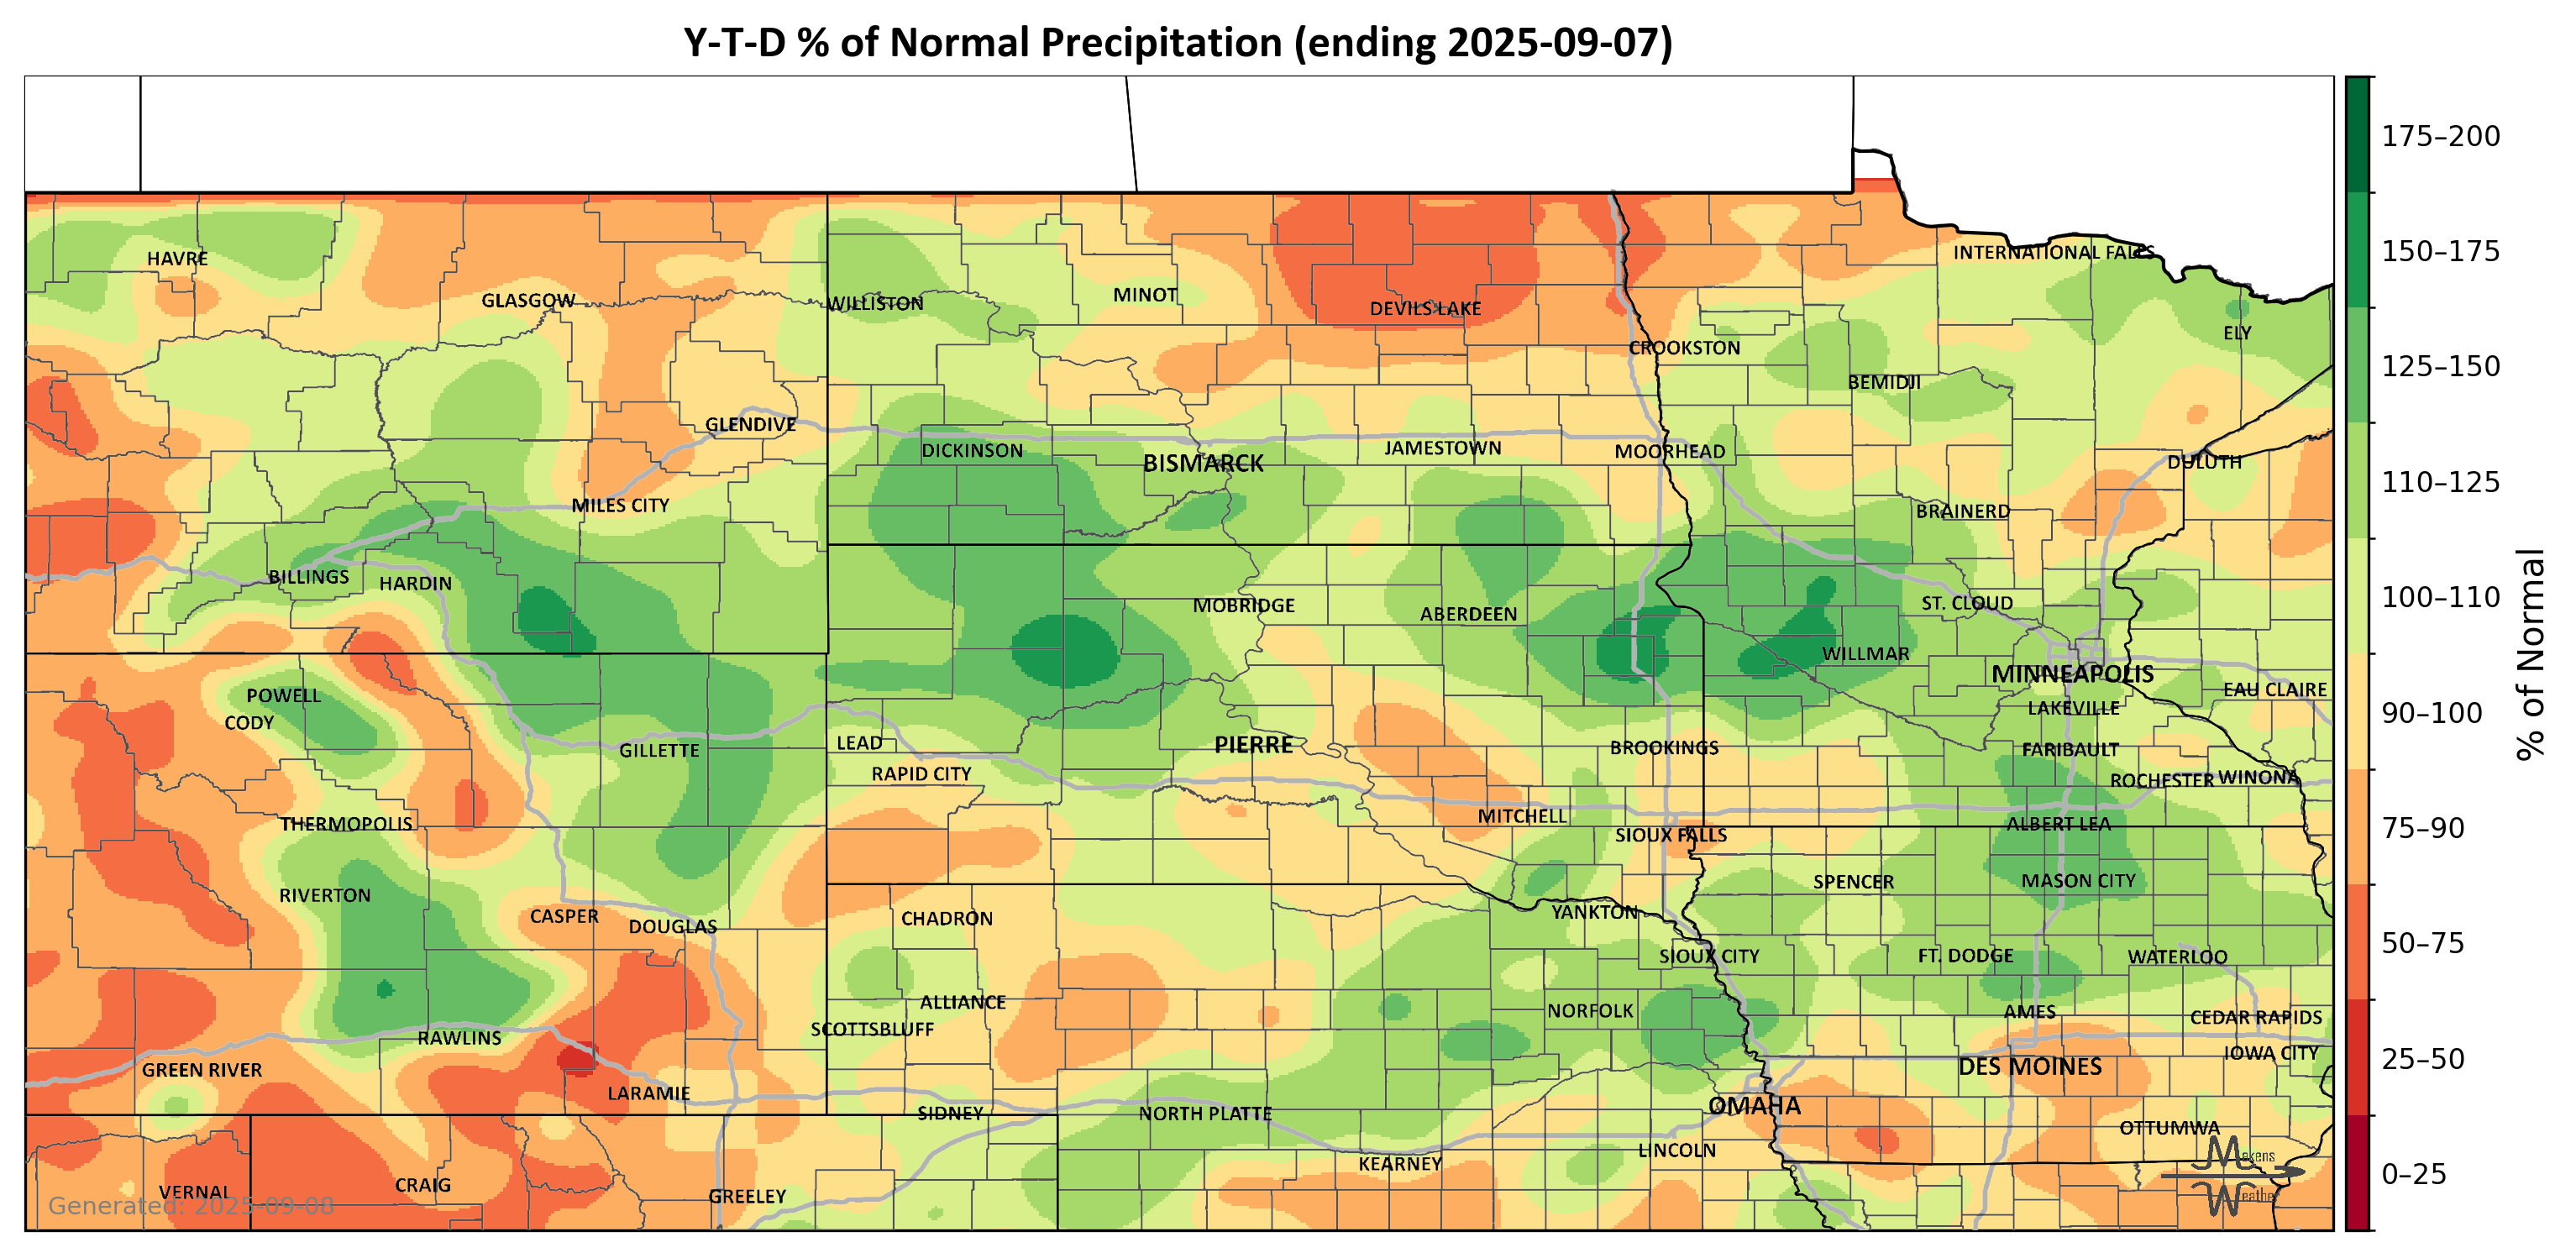 Y-T-D % of Normal Precipitation (ending 2025-09-07)
175–200
150–175
125–150
110–125
100–110
90–100
75–90
50–75
25–50
0–25
% of Normal
HAVRE
INTERNATIONAL FALLS
GLASGOW
WILLISTON
MINOT
DEVILS LAKE
ELY
CROOKSTON
BEMIDJI
GLENDIVE
DICKINSON
BISMARCK
JAMESTOWN
MOORHEAD
DULUTH
MILES CITY
BRAINERD
BILLINGS
HARDIN
MOBRIDGE
ABERDEEN
ST. CLOUD
WILLMAR
MINNEAPOLIS
POWELL
EAU CLAIRE
CODY
LAKEVILLE
GILLETTE
LEAD
PIERRE
BROOKINGS
FARIBAULT
RAPID CITY
ROCHESTER
WINONA
THERMOPOLIS
MITCHELL
SIOUX FALLS
ALBERT LEA
RIVERTON
SPENCER
MASON CITY
CASPER
DOUGLAS
CHADRON
YANKTON
SIOUX CITY
FT. DODGE
WATERLOO
ALLIANCE
NORFOLK
AMES
CEDAR RAPIDS
SCOTTSBLUFF
RAWLINS
IOWA CITY
GREEN RIVER
DES MOINES
LARAMIE
OMAHA
SIDNEY
NORTH PLATTE
OTTUMWA
LINCOLN
KEARNEY
VERNAL
CRAIG
GREELEY
Generated: 2025-09-08
Makens
Weather